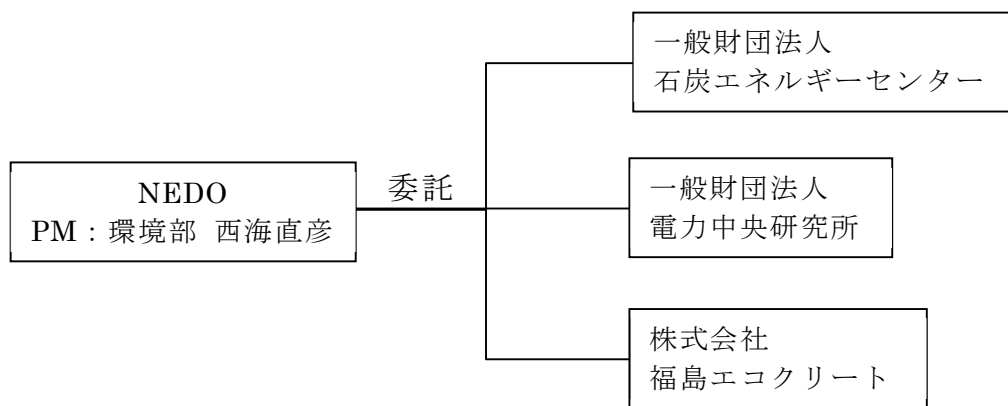 一般財団法人
石炭エネルギーセンター
NEDO
PM：環境部 西海直彦
委託
一般財団法人
電力中央研究所
株式会社
福島エコクリート